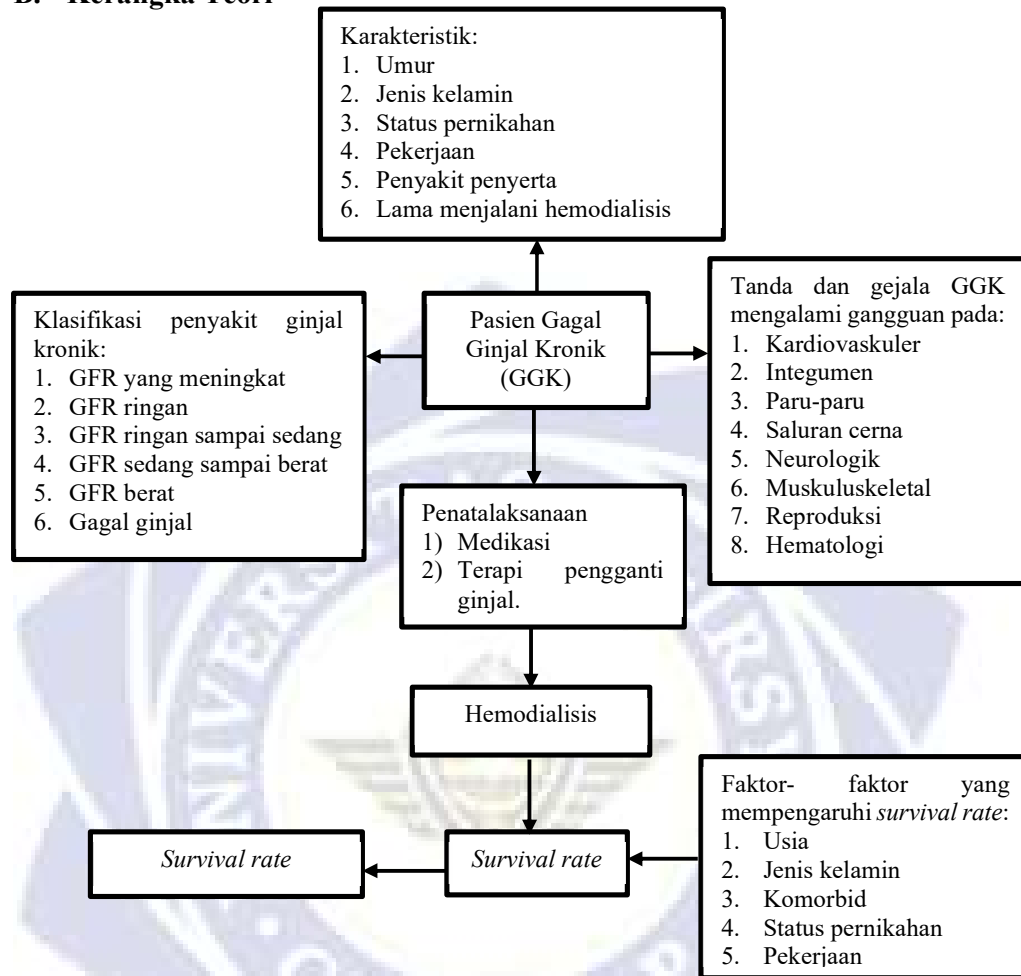 B. Kerangka Teori
Karakteristik:
1. Umur
2. Jenis kelamin
3. Status pernikahan
4. Pekerjaan
5. Penyakit penyerta
6. Lama menjalani hemodialisis
Klasifikasi penyakit ginjal
kronik:
1. GFR yang meningkat
2. GFR ringan
3. GFR ringan sampai sedang
4. GFR sedang sampai berat
5. GFR berat
6. Gagal ginjal
Pasien Gagal
Ginjal Kronik
(GGK)
Tanda dan gejala GGK
mengalami gangguan pada:
1. Kardiovaskuler
2. Integumen
3. Paru-paru
4. Saluran cerna
5. Neurologik
6. Muskuluskeletal
7. Reproduksi
8. Hematologi
Penatalaksanaan
1) Medikasi
2) Terapi pengganti
ginjal.
Hemodialisis
Survival rate
Survival rate
Faktor- faktor yang
mempengaruhi survival rate:
1. Usia
2. Jenis kelamin
3. Komorbid
4. Status pernikahan
5. Pekerjaan